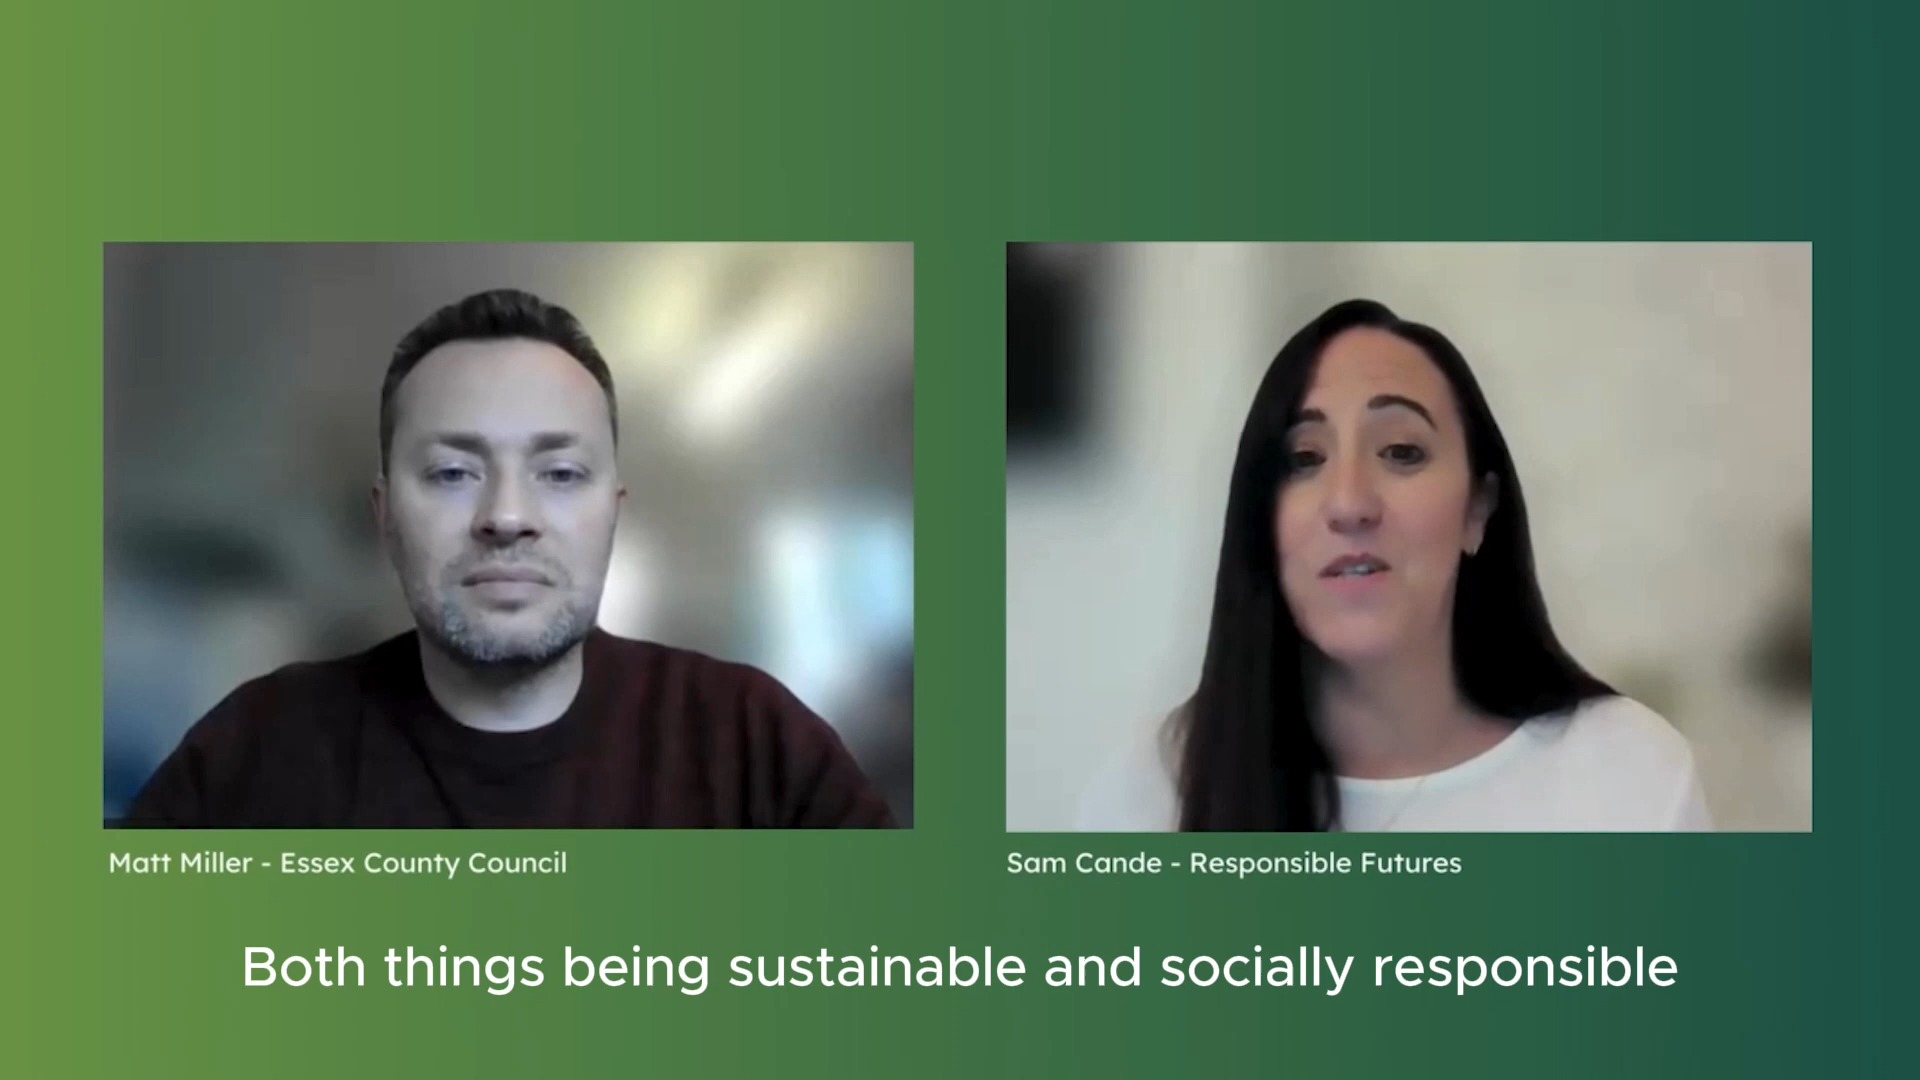 Matt Miller - Essex County Council
Sam Cande - Responsible Futures
Both things being sustainable and socially responsible